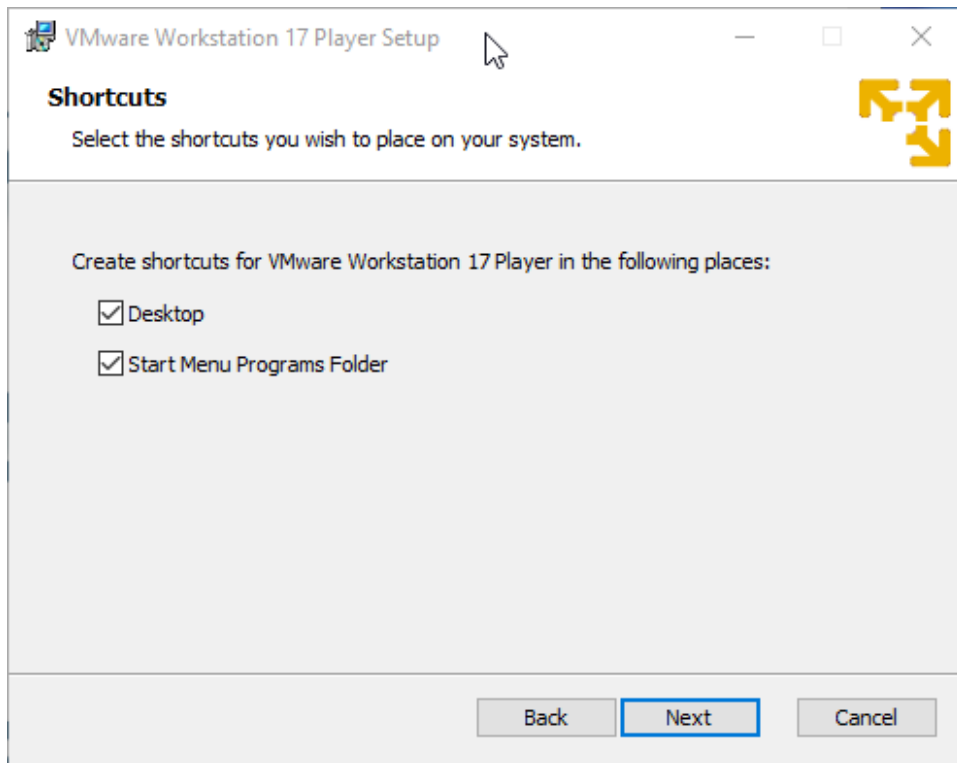 VMware Workstation 17 Player Setup
Shortcuts
Select the shortcuts you wish to place on your system.
Create shortcuts for VMware Workstation 17 Player in the following places:
Desktop
Start Menu Programs Folder
Back Next Cancel